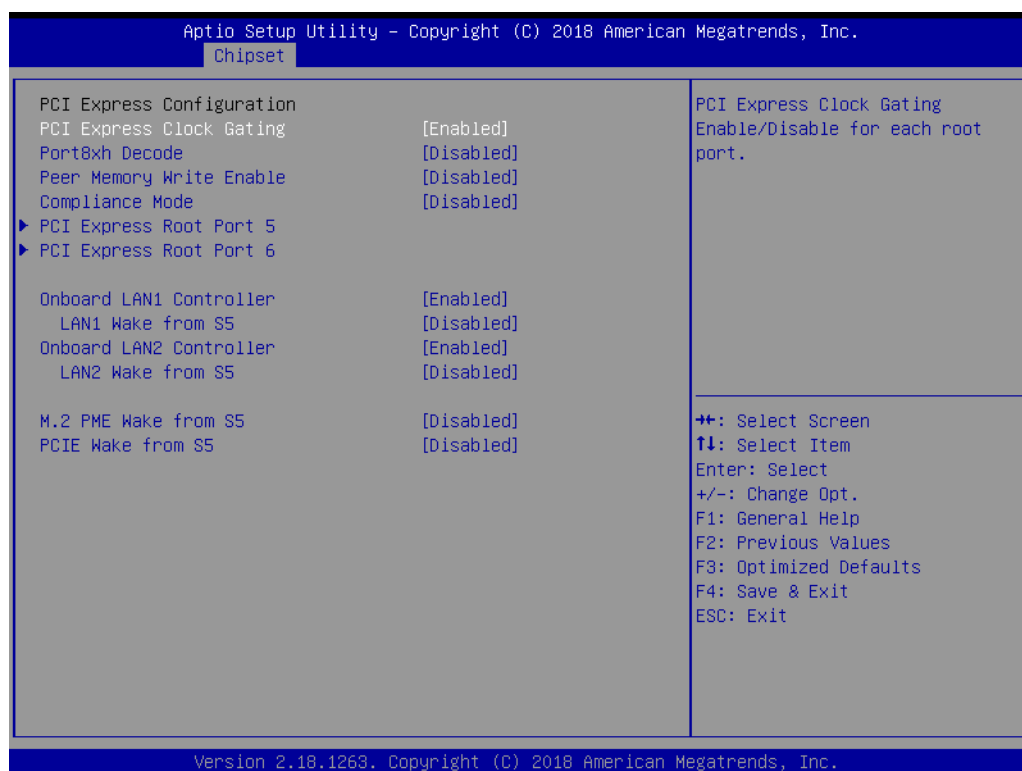 Aptio Setup Utility – Copyright (C) 2018 American Megatrends, Inc.
Chipset
PCI Express Configuration
PCI Express Clock Gating [Enabled]
Port8xh Decode [Disabled]
Peer Memory Write Enable [Disabled]
Compliance Mode [Disabled]
PCI Express Root Port 5
PCI Express Root Port 6
Onboard LAN1 Controller [Enabled]
LAN1 Wake from S5 [Disabled]
Onboard LAN2 Controller [Enabled]
LAN2 Wake from S5 [Disabled]
M.2 PME Wake from S5 [Disabled]
PCIE Wake from S5 [Disabled]
PCI Express Clock Gating
Enable/Disable for each root
port.
→←: Select Screen
↑↓: Select Item
Enter: Select
+/-: Change Opt.
F1: General Help
F2: Previous Values
F3: Optimized Defaults
F4: Save & Exit
ESC: Exit
Version 2.18.1263. Copyright (C) 2018 American Megatrends, Inc.